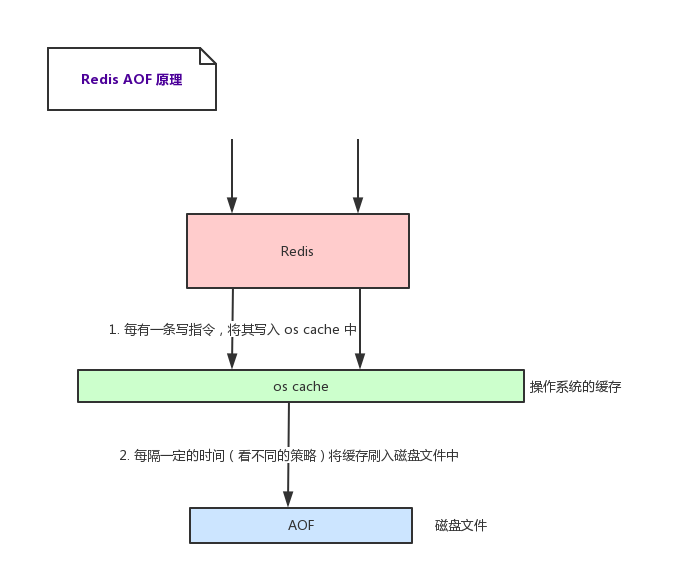 Redis AOF 原理
Redis
1. 每有一条写指令，将其写入 os cache 中
os cache
操作系统的缓存
2. 每隔一定的时间（看不同的策略）将缓存刷入磁盘文件中
AOF
磁盘文件